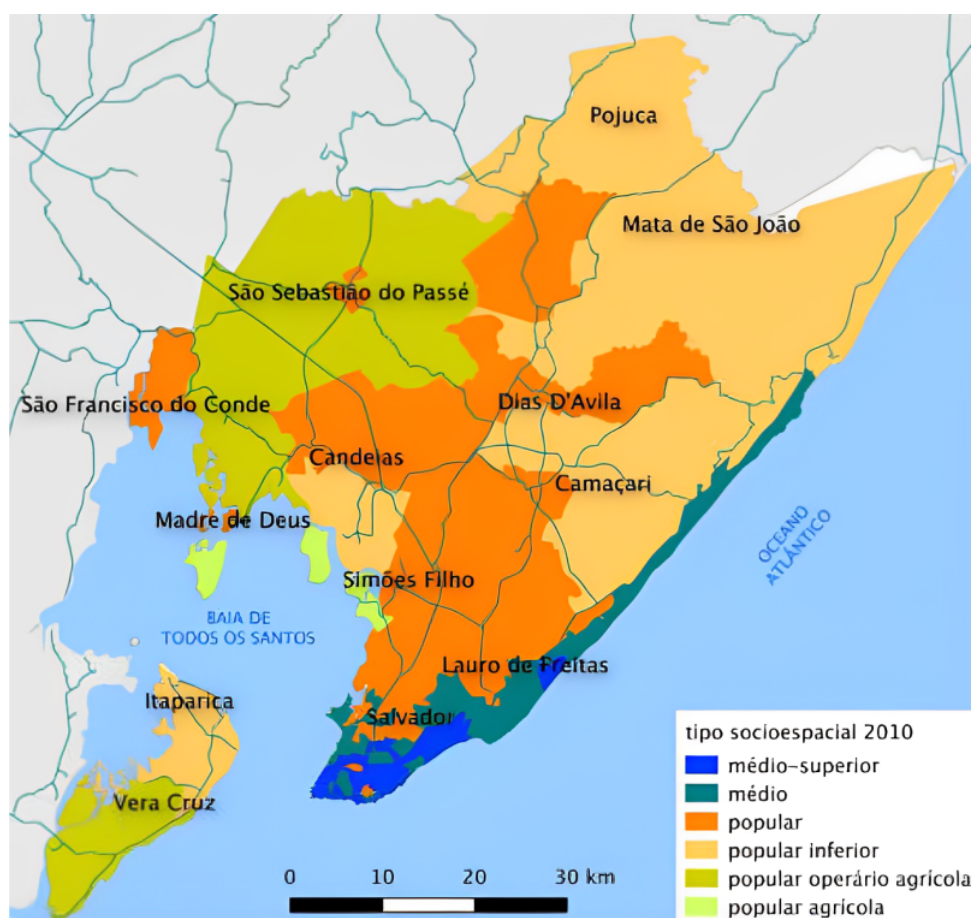 Pojuca
Mata de São João
São Sebastião do Passé
São Francisco do Conde
Dias D'Avila
Candeias
Camaçari
Madre de Deus
OCEANO
ATLÂNTICO
Simões Filho
BAIA DE
TODOS OS SANTOS
Lauro de Freitas
Itaparica
Salvador
tipo socioespacial 2010
médio-superior
médio
Vera Cruz
popular
popular inferior
0 10 20 30 km
popular operário agrícola
popular agrícola